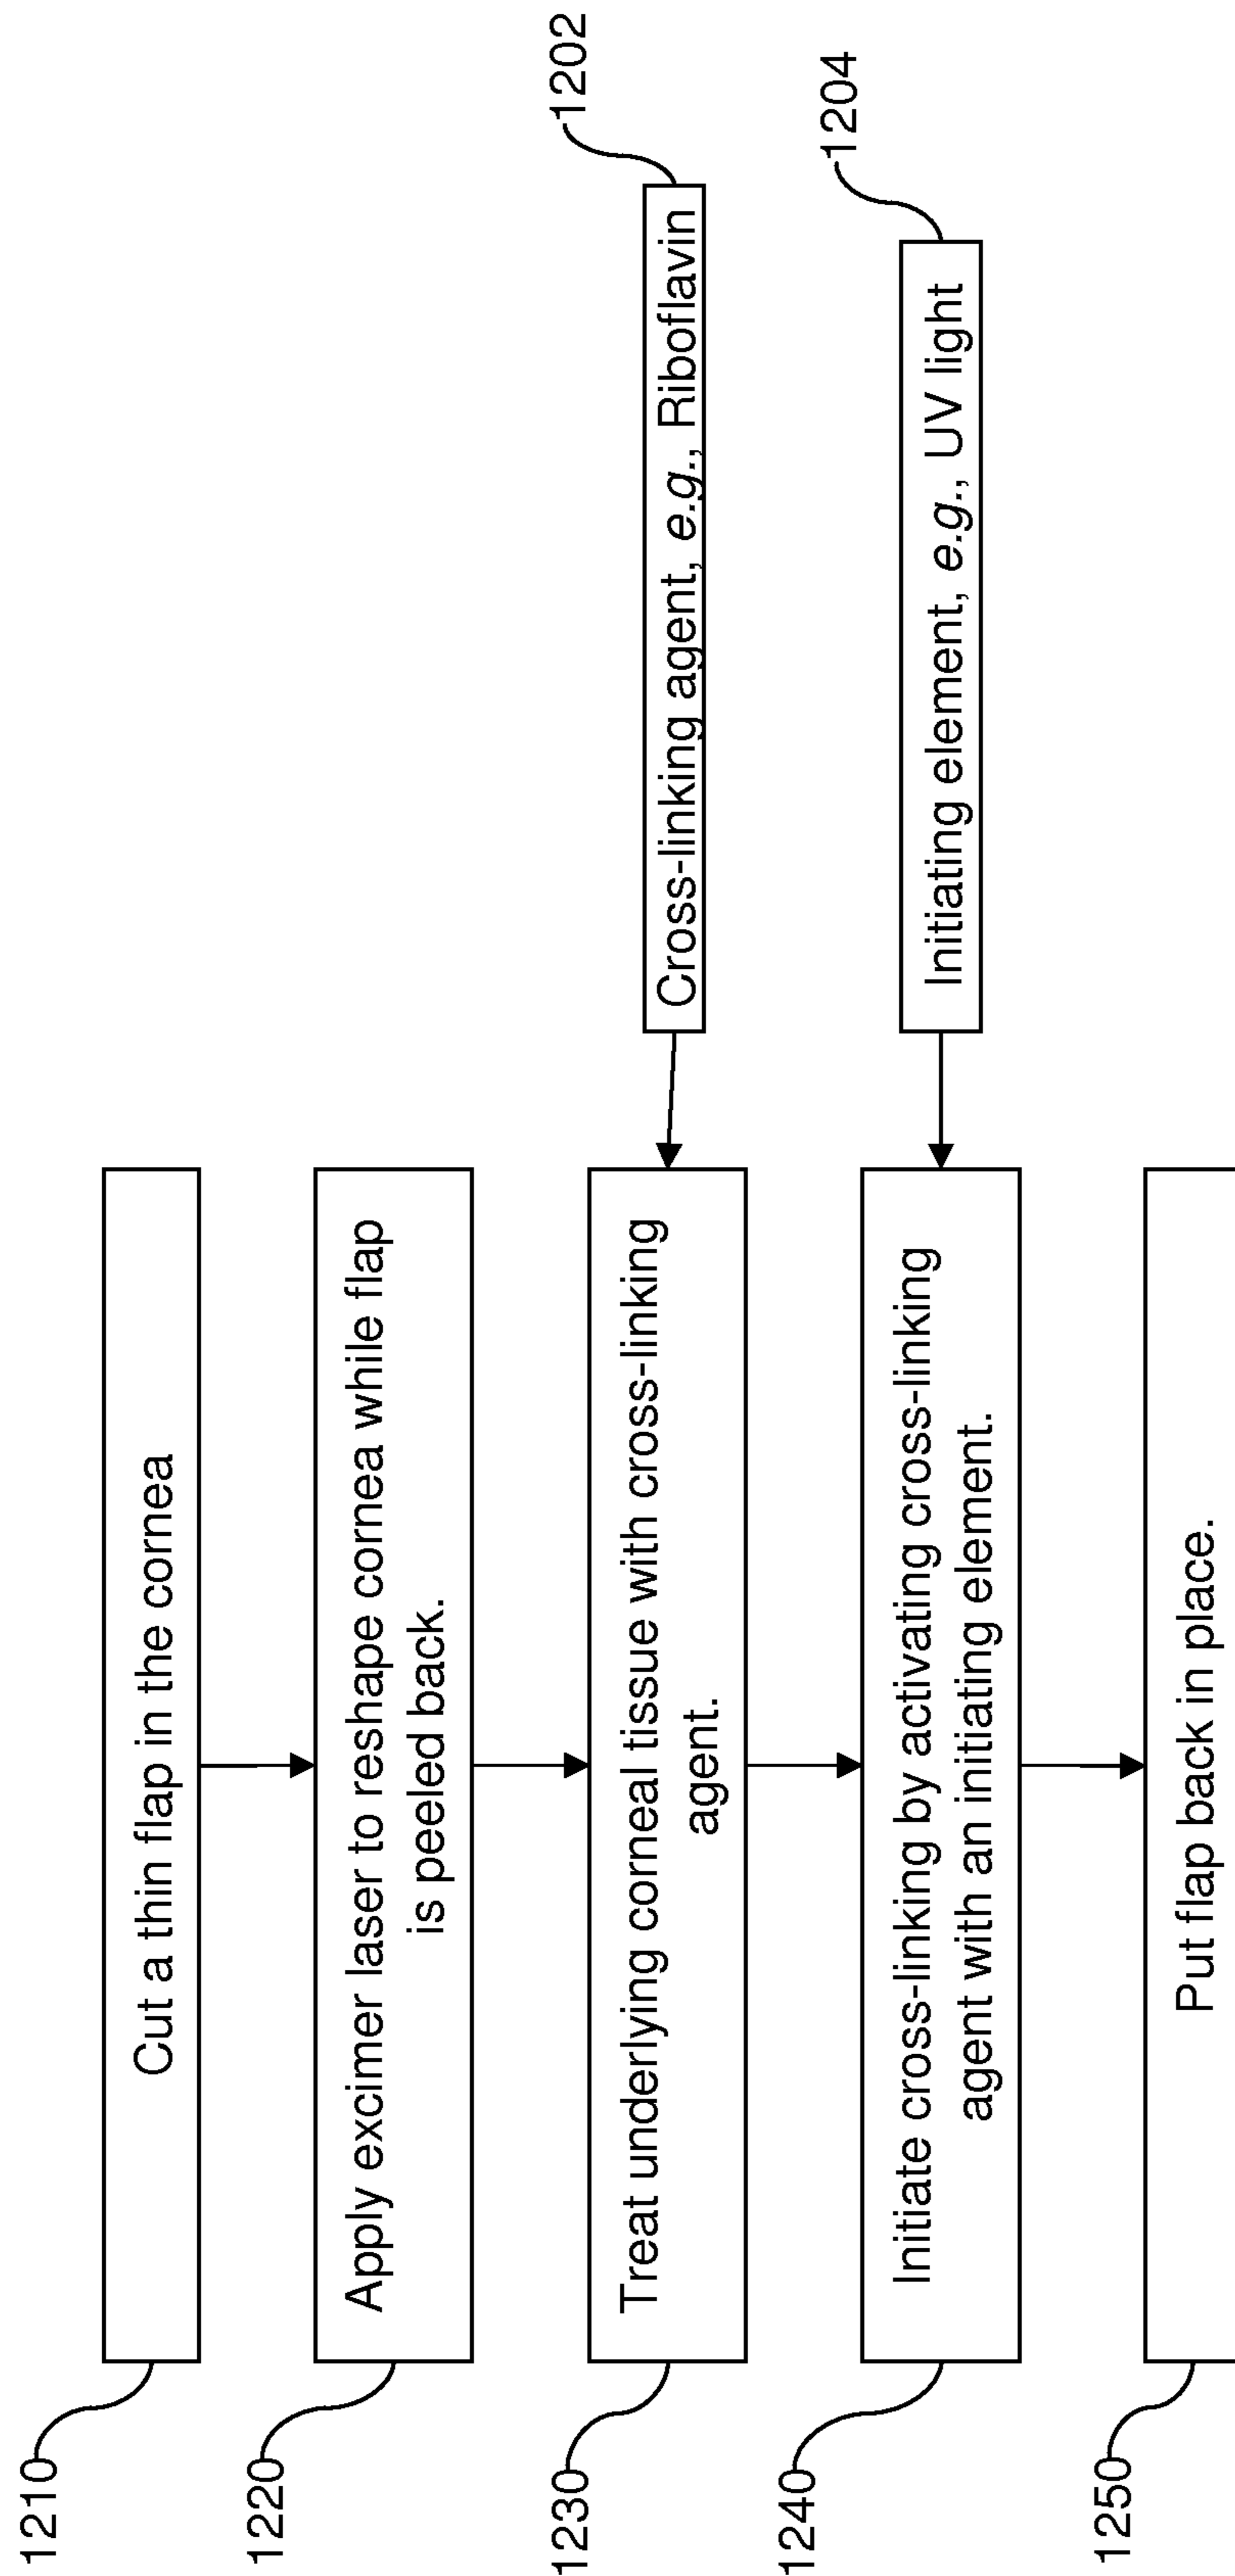 1210
Cut a thin flap in the cornea
1220
Apply excimer laser to reshape cornea while flap
is peeled back.
1230
Treat underlying corneal tissue with cross-linking
agent.
Cross-linking agent, e.g., Riboflavin
1202
1240
Initiate cross-linking by activating cross-linking
agent with an initiating element.
Initiating element, e.g., UV light
1204
1250
Put flap back in place.